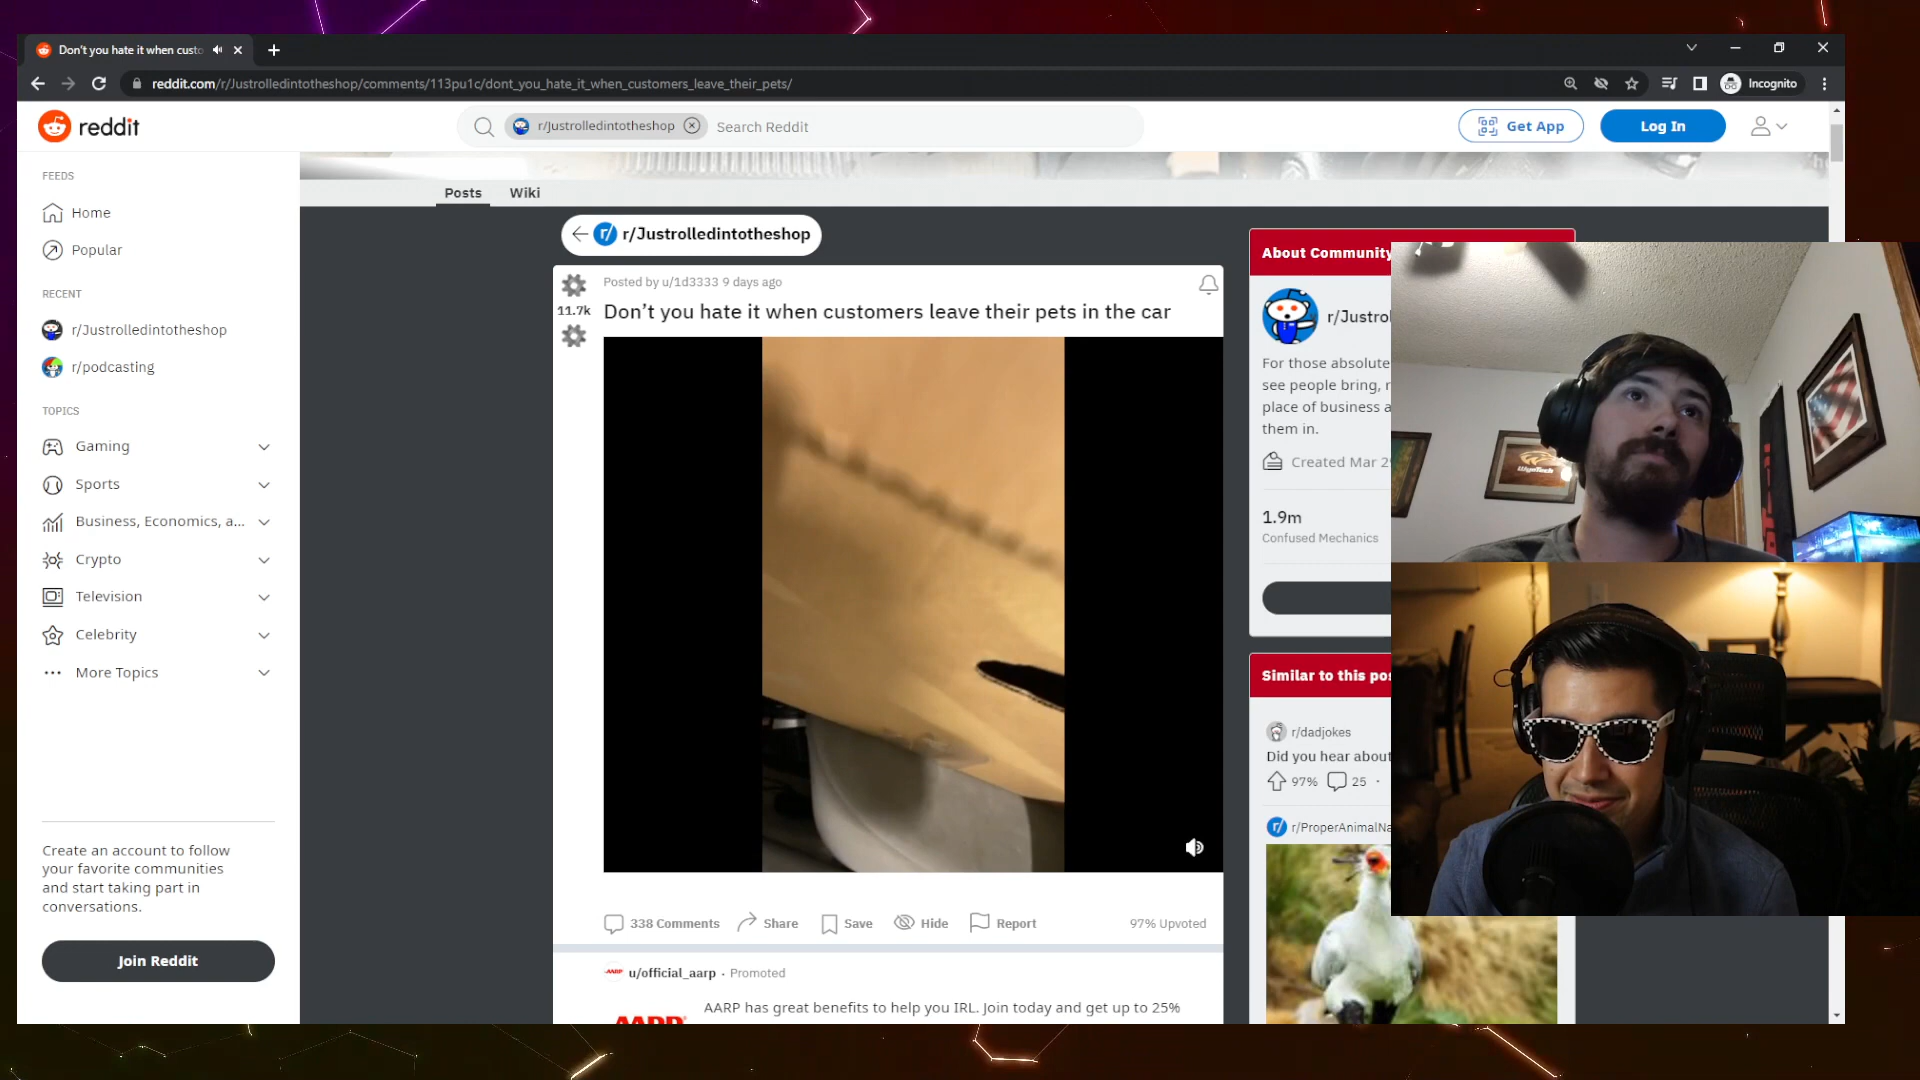 Don't you hate it when custo
reddit.com/r/Justrolledintotheshop/comments/113pu1c/dont_you_hate_it_when_customers_leave_their_pets/
Incognito
reddit
r/Justrolledintotheshop
Search Reddit
Get App
Log In
FEEDS
Home
Popular
RECENT
r/Justrolledintotheshop
r/podcasting
TOPICS
Gaming
Sports
Business, Economics, a...
Crypto
Television
Celebrity
More Topics
Create an account to follow
your favorite communities
and start taking part in
conversations.
Join Reddit
Posts
Wiki
r/Justrolledintotheshop
Posted by u/1d3333 9 days ago
11.7k
Don't you hate it when customers leave their pets in the car
338 Comments
Share
Save
Hide
Report
97% Upvoted
u/official_aarp · Promoted
AARP has great benefits to help you IRL. Join today and get up to 25%
AARP
About Community
r/Justrol
For those absolute
see people bring, r
place of business a
them in.
Created Mar 2
1.9m
Confused Mechanics
Similar to this pos
r/dadjokes
Did you hear about
97%
25
r/ProperAnimalNa
WyoTech